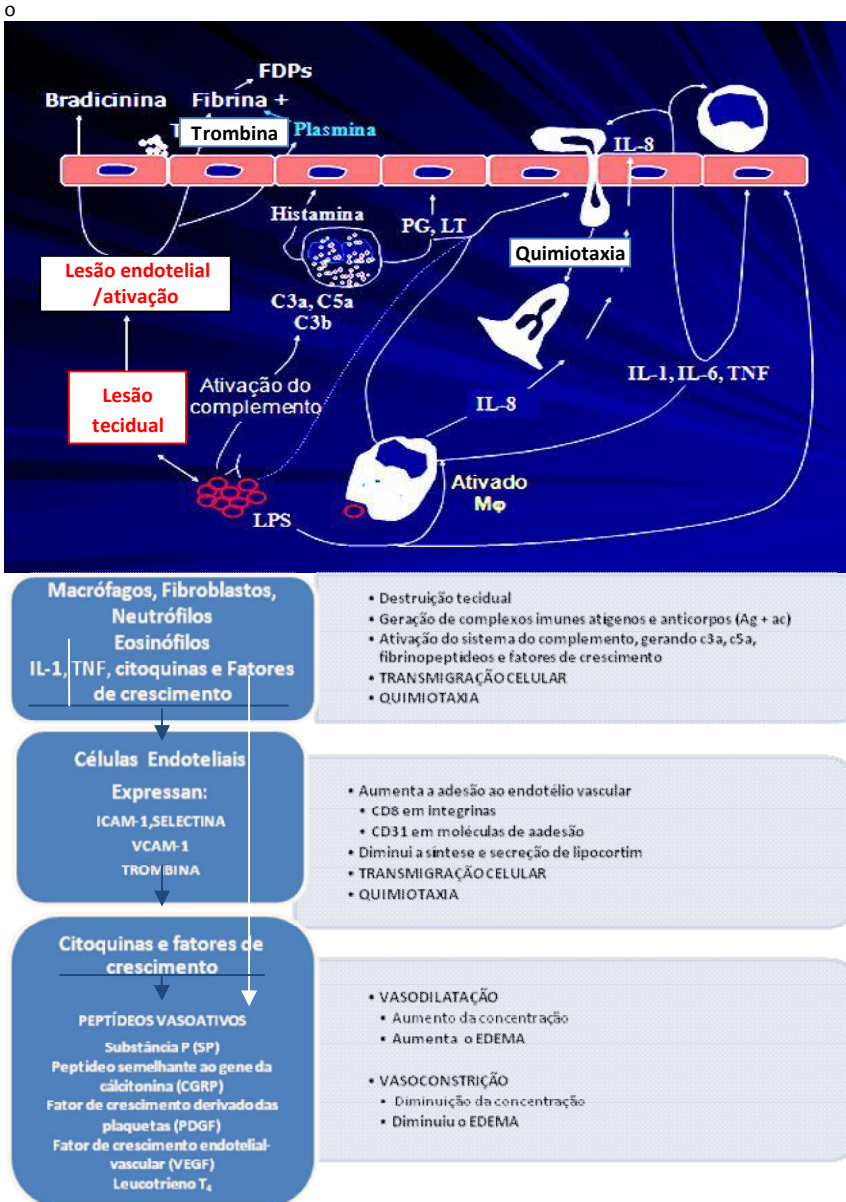 o
FDPs
Bradicinina Fibrina +
T
Trombina
Plasmina
IL-8
Histamina
PG, LT
Quimiotaxia
Lesão endotelial
/ativação
C3a, C5a
C3b
Lesão
tecidual
Ativação do
complemento
IL-8
IL-1, IL-6, TNF
Ativado
Mφ
LPS
Macrófagos, Fibroblastos,
Neutrófilos
Eosinófilos
IL-1, TNF, citoquinas e Fatores
de crescimento
• Destruição tecidual
• Geração de complexos imunes atígenos e anticorpos (Ag + ac)
• Ativação do sistema do complemento, gerando c3a, c5a,
fibrinopeptídeos e fatores de crescimento
• TRANSMIGRAÇÃO CELULAR
• QUIMIOTAXIA
Células Endoteliais
Expressan:
ICAM-1,SELECTINA
VCAM-1
TROMBINA
• Aumenta a adesão ao endotélio vascular
• CD8 em integrinas
• CD31 em moléculas de aadesão
• Diminui a síntese e secreção de lipocortim
• TRANSMIGRAÇÃO CELULAR
• QUIMIOTAXIA
Citoquinas e fatores de
crescimento
PEPTÍDEOS VASOATIVOS
Substância P (SP)
Peptídeo semelhante ao gene da
cálcitonina (CGRP)
Fator de crescimento derivado das
plaquetas (PDGF)
Fator de crescimento endotelial-
vascular (VEGF)
Leucotrieno T₄
• VASODILATAÇÃO
• Aumento da concentração
• Aumenta o EDEMA
• VASOCONSTRIÇÃO
• Diminuição da concentração
• Diminuiu o EDEMA